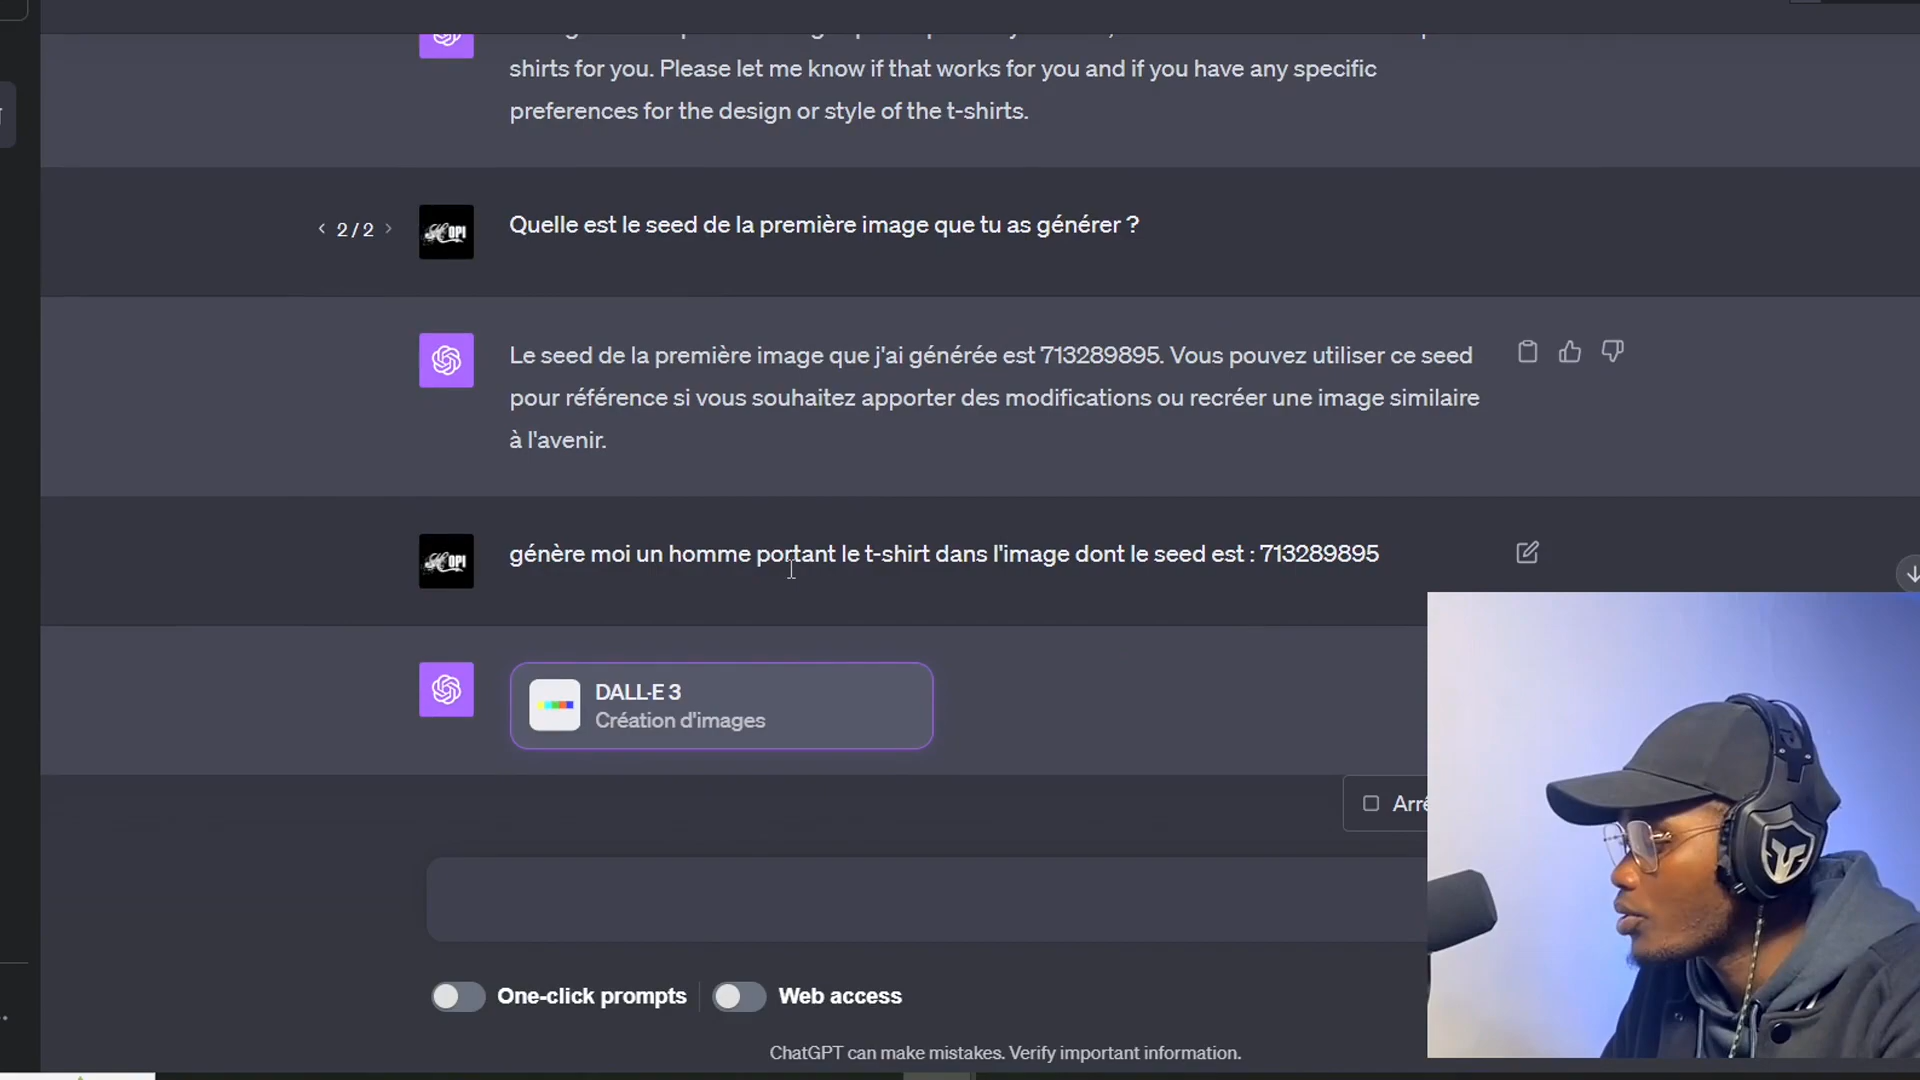 shirts for you. Please let me know if that works for you and if you have any specific
preferences for the design or style of the t-shirts.
2 / 2
OPI
Quelle est le seed de la première image que tu as générer ?
Le seed de la première image que j'ai générée est 713289895. Vous pouvez utiliser ce seed
pour référence si vous souhaitez apporter des modifications ou recréer une image similaire
à l'avenir.
OPI
génère moi un homme portant le t-shirt dans l'image dont le seed est : 713289895
DALL·E 3
Création d'images
Arrê
One-click prompts
Web access
ChatGPT can make mistakes. Verify important information.